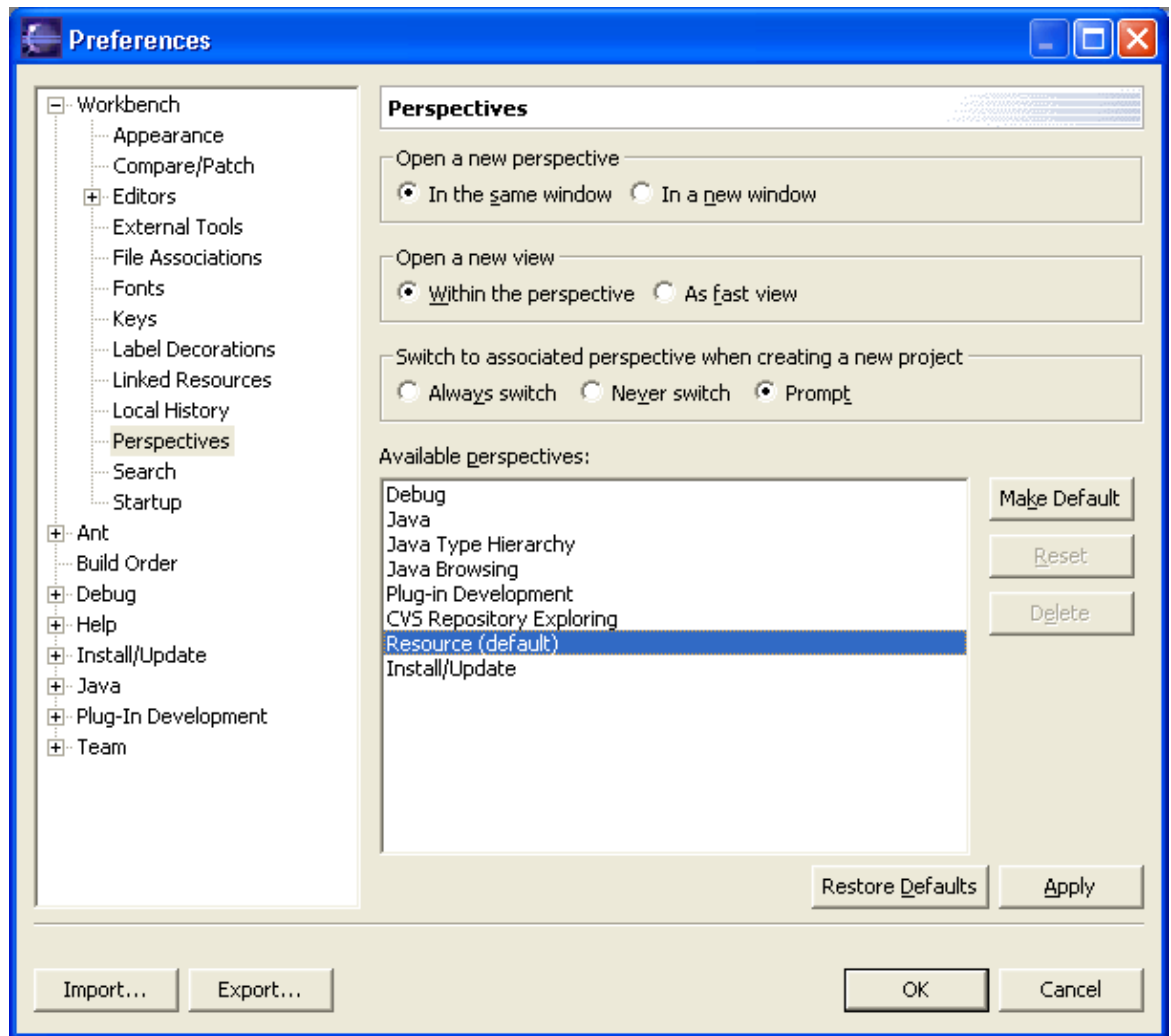 Preferences
Workbench
Appearance
Compare/Patch
Editors
External Tools
File Associations
Fonts
Keys
Label Decorations
Linked Resources
Local History
Perspectives
Search
Startup
Ant
Build Order
Debug
Help
Install/Update
Java
Plug-In Development
Team
Perspectives
Open a new perspective
In the same window In a new window
Open a new view
Within the perspective As fast view
Switch to associated perspective when creating a new project
Always switch Never switch Prompt
Available perspectives:
Debug
Java
Java Type Hierarchy
Java Browsing
Plug-in Development
CVS Repository Exploring
Resource (default)
Install/Update
Make Default
Reset
Delete
Restore Defaults Apply
Import... Export... OK Cancel